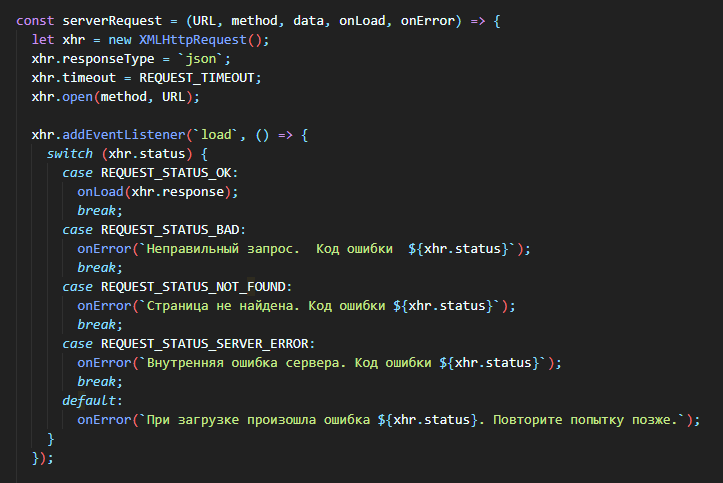 const serverRequest = (URL, method, data, onLoad, onError) => {
let xhr = new XMLHttpRequest();
xhr.responseType = `json`;
xhr.timeout = REQUEST_TIMEOUT;
xhr.open(method, URL);
xhr.addEventListener(`load`, () => {
switch (xhr.status) {
case REQUEST_STATUS_OK:
onLoad(xhr.response);
break;
case REQUEST_STATUS_BAD:
onError(`Неправильный запрос.  Код ошибки  ${xhr.status}`);
break;
case REQUEST_STATUS_NOT_FOUND:
onError(`Страница не найдена. Код ошибки ${xhr.status}`);
break;
case REQUEST_STATUS_SERVER_ERROR:
onError(`Внутренняя ошибка сервера. Код ошибки ${xhr.status}`);
break;
default:
onError(`При загрузке произошла ошибка ${xhr.status}. Повторите попытку позже.`);
}
});